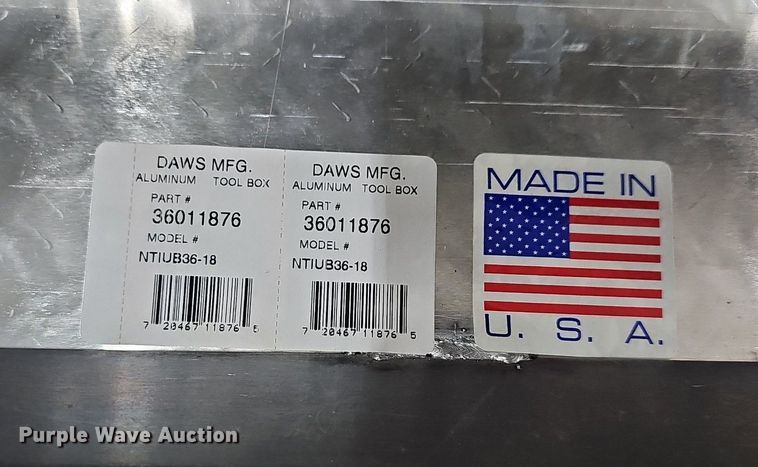 DAWS MFG.
ALUMINUM TOOL BOX
PART #
36011876
MODEL #
NTIUB36-18
7 20467 11876 5
DAWS MFG.
ALUMINUM TOOL BOX
PART #
36011876
MODEL #
NTIUB36-18
7 20467 11876 5
MADE IN
U. S. A.
Purple Wave Auction